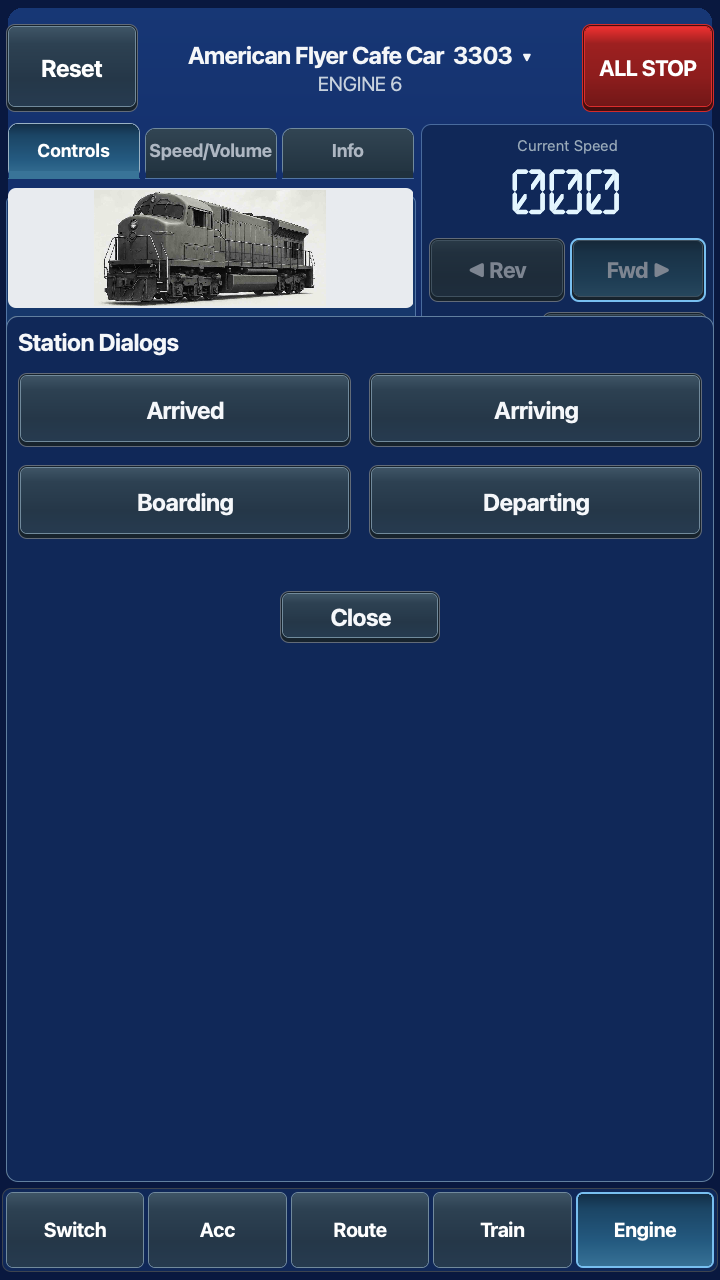 Reset
American Flyer Cafe Car 3303 ▼
ENGINE 6
ALL STOP
Controls
Speed/Volume
Info
Current Speed
000
◀ Rev
Fwd ▶
Station Dialogs
Arrived
Arriving
Boarding
Departing
Close
Switch
Acc
Route
Train
Engine